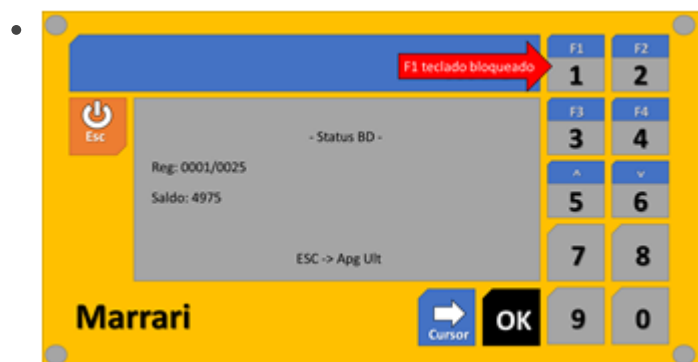 F1 teclado bloqueado
F1
1
F2
2
Esc
- Status BD -
Reg: 0001/0025
Saldo: 4975
ESC -> Apg Ult
F3
3
F4
4
^
5
v
6
7
8
Marrari
Cursor
OK
9
0